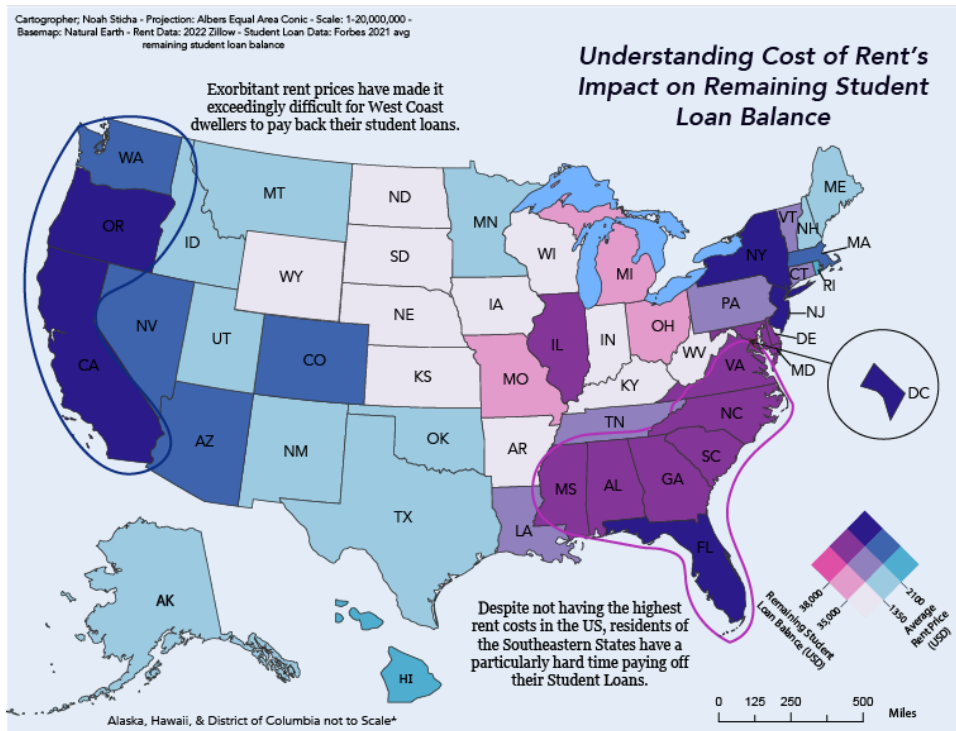 Cartographer; Noah Sticha - Projection: Albers Equal Area Conic - Scale: 1-20,000,000 -
Basemap: Natural Earth - Rent Data: 2022 Zillow - Student Loan Data: Forbes 2021 avg
remaining student loan balance
Understanding Cost of Rent's
Impact on Remaining Student
Loan Balance
Exorbitant rent prices have made it
exceedingly difficult for West Coast
dwellers to pay back their student loans.
WA
MT
ND
MN
ME
VT
NH
OR
ID
SD
WI
MI
NY
MA
WY
CT
RI
IA
PA
NE
NJ
NV
UT
OH
IL
IN
DE
CO
WV
MD
CA
VA
KS
MO
KY
DC
NC
TN
AZ
OK
NM
AR
SC
MS
AL
GA
TX
LA
FL
AK
HI
Despite not having the highest
rent costs in the US, residents of
the Southeastern States have a
particularly hard time paying off
their Student Loans.
38,000
35,000
Remaining Student
Loan Balance (USD)
2100
1350
Average
Rent Price
(USD)
0 125 250 500 Miles
Alaska, Hawaii, & District of Columbia not to Scale*